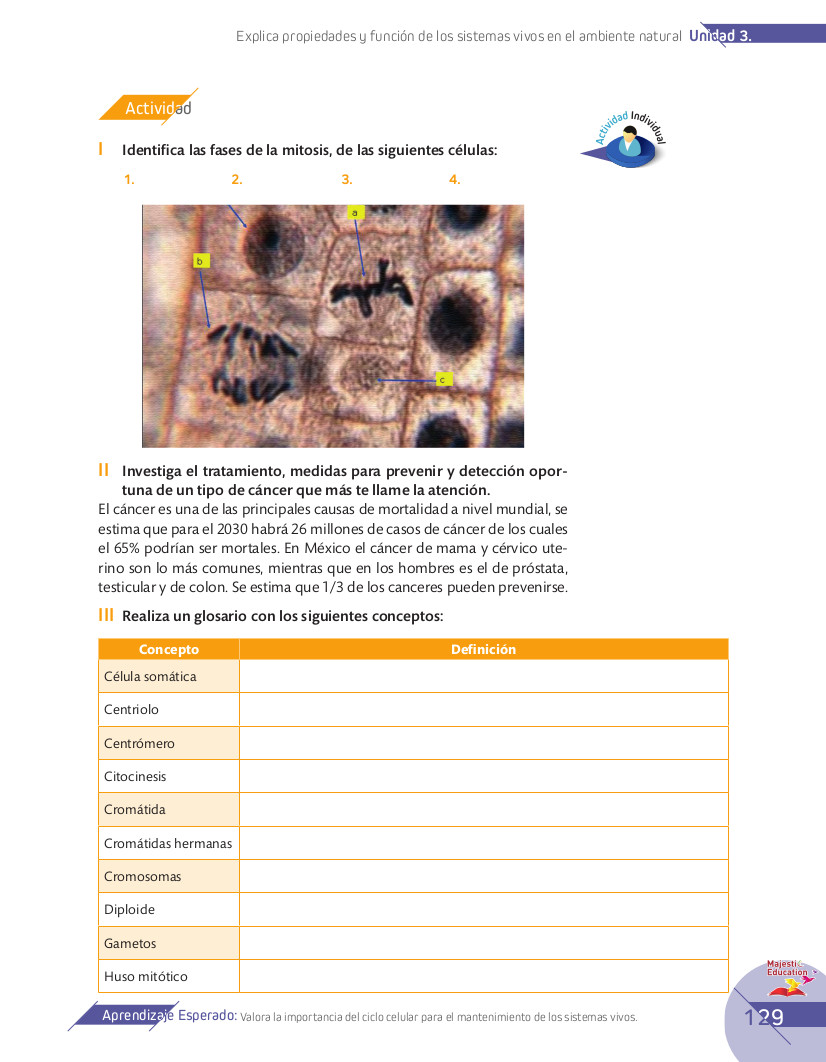 Explica propiedades y función de los sistemas vivos en el ambiente natural Unidad 3.
Actividad
Actividad Individual
I Identifica las fases de la mitosis, de las siguientes células:
1. 2. 3. 4.
a
b
c
II Investiga el tratamiento, medidas para prevenir y detección opor-
tuna de un tipo de cáncer que más te llame la atención.
El cáncer es una de las principales causas de mortalidad a nivel mundial, se
estima que para el 2030 habrá 26 millones de casos de cáncer de los cuales
el 65% podrían ser mortales. En México el cáncer de mama y cérvico ute-
rino son lo más comunes, mientras que en los hombres es el de próstata,
testicular y de colon. Se estima que 1/3 de los canceres pueden prevenirse.
III Realiza un glosario con los siguientes conceptos:
Concepto Definición
Célula somática
Centriolo
Centrómero
Citocinesis
Cromátida
Cromátidas hermanas
Cromosomas
Diploide
Gametos
Huso mitótico
Majestic
Education
Aprendizaje Esperado: Valora la importancia del ciclo celular para el mantenimiento de los sistemas vivos.
129